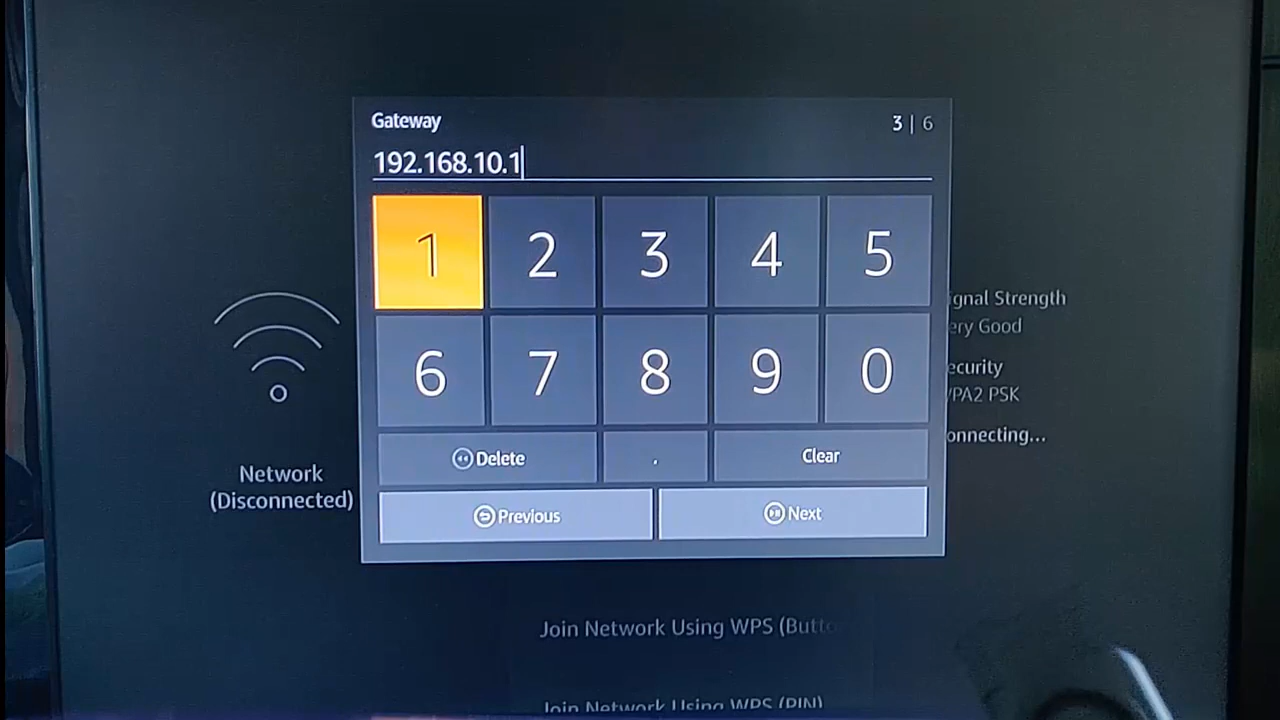 Gateway
3 | 6
192.168.10.1
1 2 3 4 5
6 7 8 9 0
Delete . Clear
Previous Next
Network
(Disconnected)
ignal Strength
ery Good
ecurity
PA2 PSK
onnecting...
Join Network Using WPS (Butto
Join Network Using WPS (PIN)